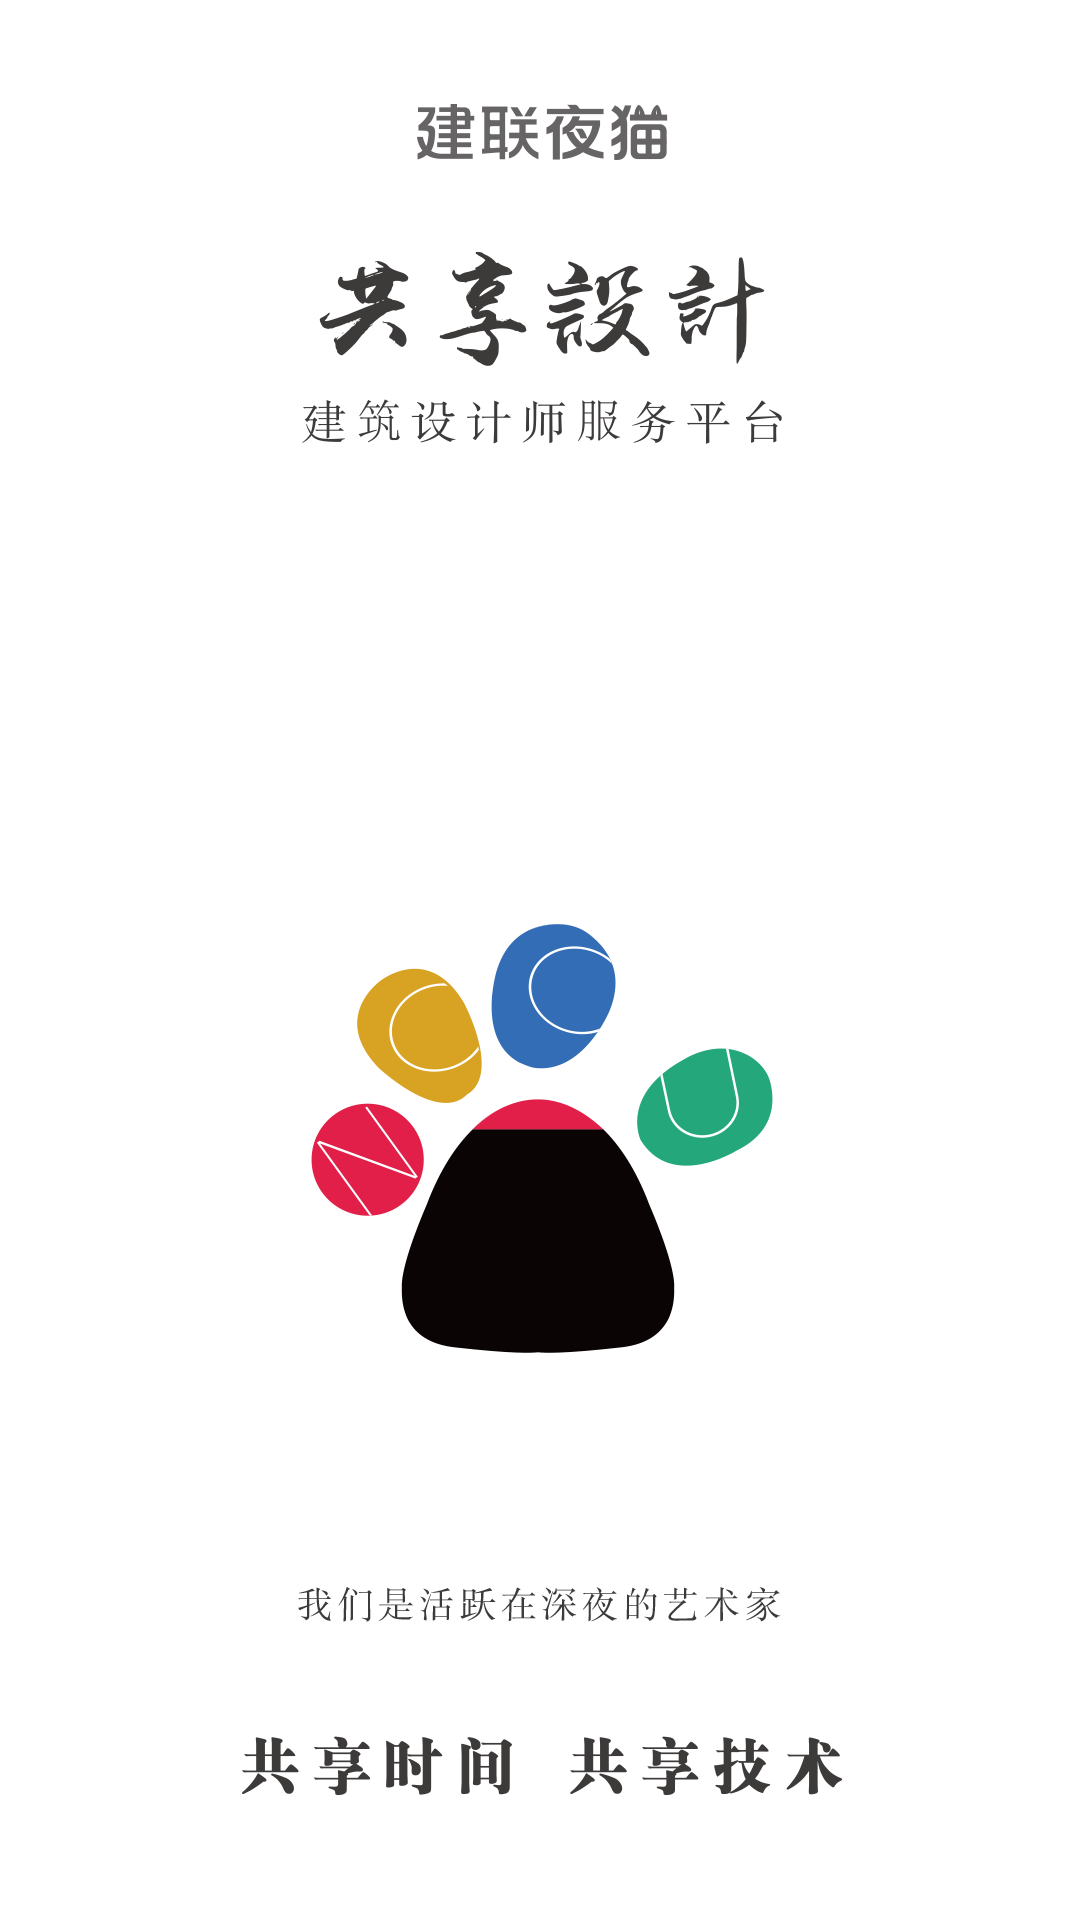 建联夜猫
共享設計
建筑设计师服务平台
我们是活跃在深夜的艺术家
共享时间 共享技术